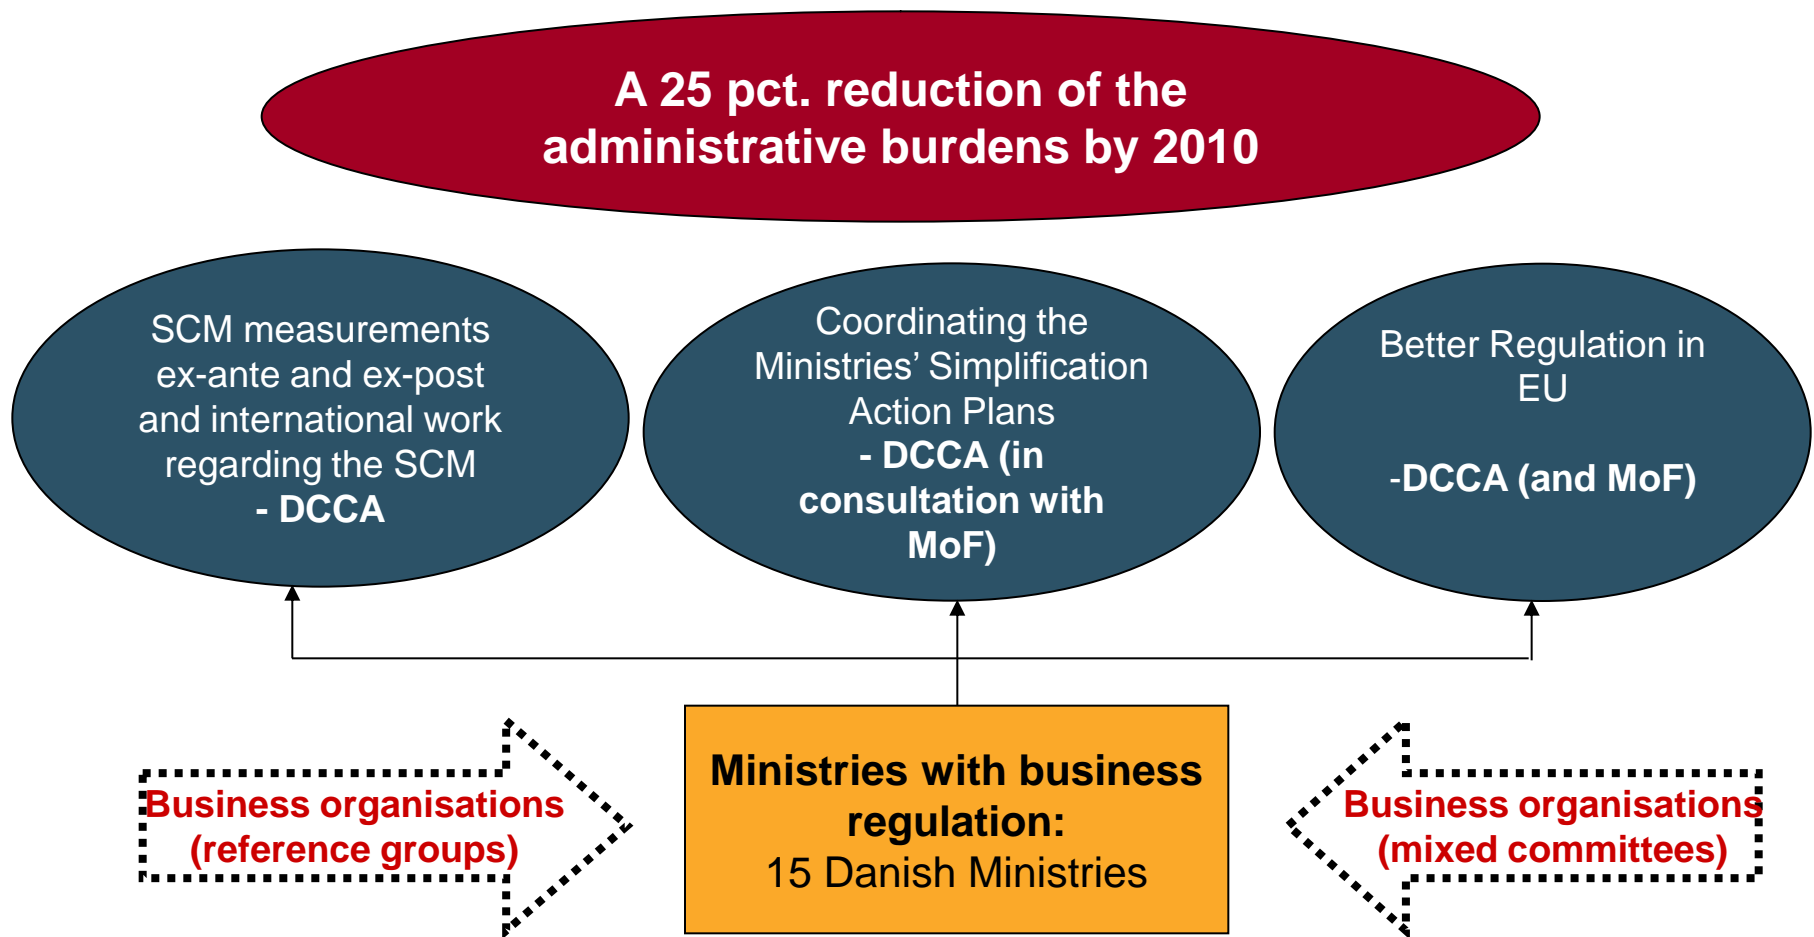 A 25 pct. reduction of the
administrative burdens by 2010
SCM measurements
ex-ante and ex-post
and international work
regarding the SCM
- DCCA
Coordinating the
Ministries’ Simplification
Action Plans
- DCCA (in
consultation with
MoF)
Better Regulation in
EU
-DCCA (and MoF)
Business organisations
(reference groups)
Ministries with business
regulation:
15 Danish Ministries
Business organisations
(mixed committees)